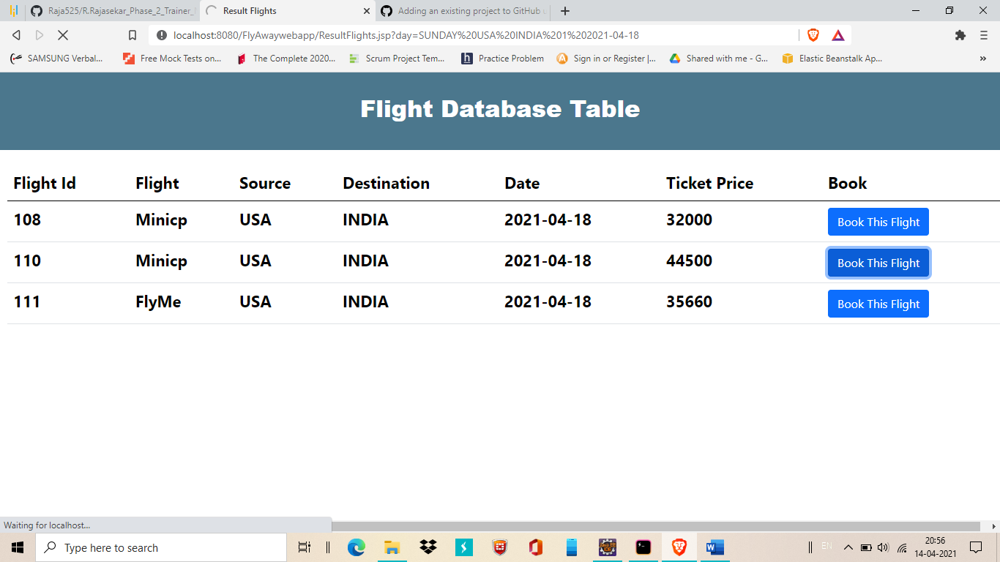 Raja525/R.Rajasekar_Phase_2_Trainer_ Result Flights Adding an existing project to GitHub u
localhost:8080/FlyAwaywebapp/ResultFlights.jsp?day=SUNDAY%20USA%20INDIA%201%202021-04-18
SAMSUNG Verbal... Free Mock Tests on... The Complete 2020... Scrum Project Tem... Practice Problem Sign in or Register |... Shared with me - G... Elastic Beanstalk Ap... »
Flight Database Table
Flight Id Flight Source Destination Date Ticket Price Book
108 Minicp USA INDIA 2021-04-18 32000 Book This Flight
110 Minicp USA INDIA 2021-04-18 44500 Book This Flight
111 FlyMe USA INDIA 2021-04-18 35660 Book This Flight
Waiting for localhost...
Type here to search EN 20:56
14-04-2021